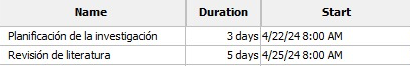 Name Duration Start
Planificación de la investigación 3 days 4/22/24 8:00 AM
Revisión de literatura 5 days 4/25/24 8:00 AM